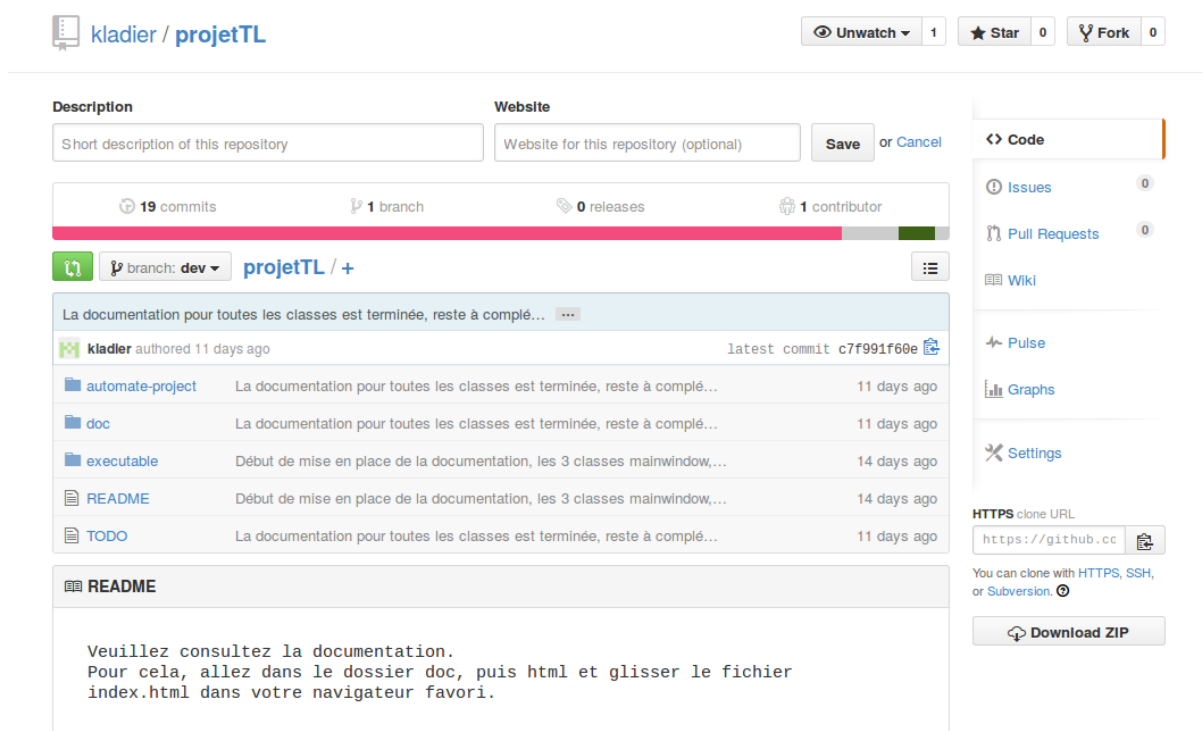 kladier / projetTL
Unwatch 1 Star 0 Fork 0
Description Website
Short description of this repository Website for this repository (optional) Save or Cancel
19 commits 1 branch 0 releases 1 contributor
branch: dev projetTL / +
La documentation pour toutes les classes est terminée, reste à complé… ...
kladier authored 11 days ago latest commit c7f991f60e
automate-project La documentation pour toutes les classes est terminée, reste à complé… 11 days ago
doc La documentation pour toutes les classes est terminée, reste à complé… 11 days ago
executable Début de mise en place de la documentation, les 3 classes mainwindow,… 14 days ago
README Début de mise en place de la documentation, les 3 classes mainwindow,… 14 days ago
TODO La documentation pour toutes les classes est terminée, reste à complé… 11 days ago
README
Veuillez consultez la documentation.
Pour cela, allez dans le dossier doc, puis html et glisser le fichier
index.html dans votre navigateur favori.
Code
Issues 0
Pull Requests 0
Wiki
Pulse
Graphs
Settings
HTTPS clone URL
https://github.cc
You can clone with HTTPS, SSH,
or Subversion.
Download ZIP